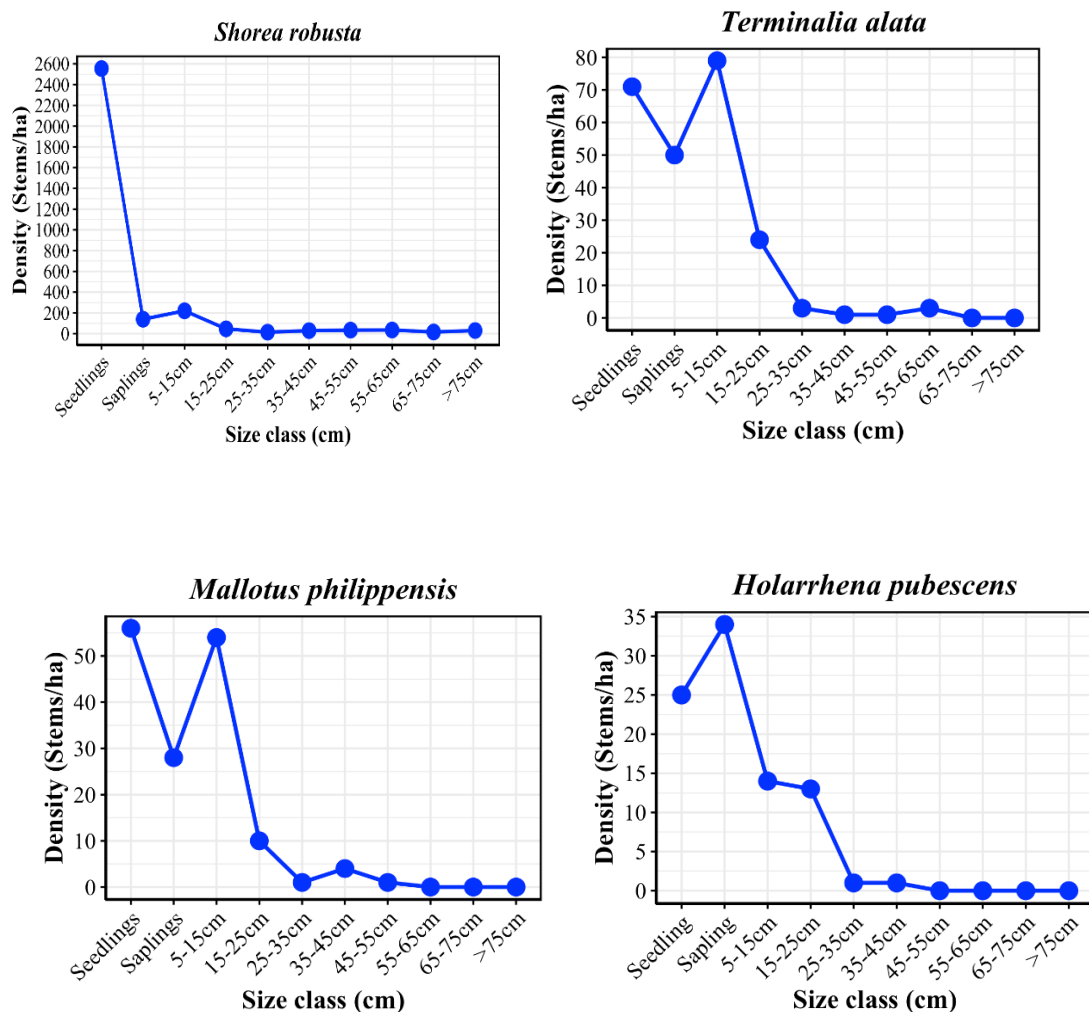 Shorea robusta
Density (Stems/ha)
2600
2400
2200
2000
1800
1600
1400
1200
1000
800
600
400
200
0
Seedlings
Saplings
5-15cm
15-25cm
25-35cm
35-45cm
45-55cm
55-65cm
65-75cm
>75cm
Size class (cm)
Terminalia alata
Density (Stems/ha)
80
70
60
50
40
30
20
10
0
Seedlings
Saplings
5-15cm
15-25cm
25-35cm
35-45cm
45-55cm
55-65cm
65-75cm
>75cm
Size class (cm)
Mallotus philippensis
Density (Stems/ha)
50
40
30
20
10
0
Seedlings
Saplings
5-15cm
15-25cm
25-35cm
35-45cm
45-55cm
55-65cm
65-75cm
>75cm
Size class (cm)
Holarrhena pubescens
Density (Stems/ha)
35
30
25
20
15
10
5
0
Seedling
Sapling
5-15cm
15-25cm
25-35cm
35-45cm
45-55cm
55-65cm
65-75cm
>75cm
Size class (cm)